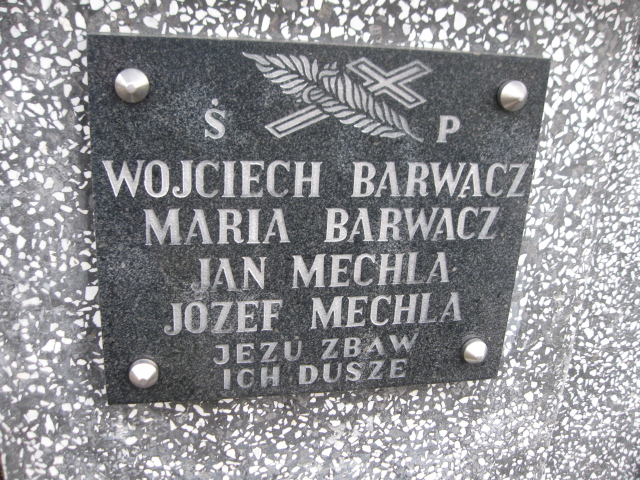 Ś P
WOJCIECH BARWACZ
MARIA BARWACZ
JAN MECHLA
JÓZEF MECHLA
JEZU ZBAW
ICH DUSZE